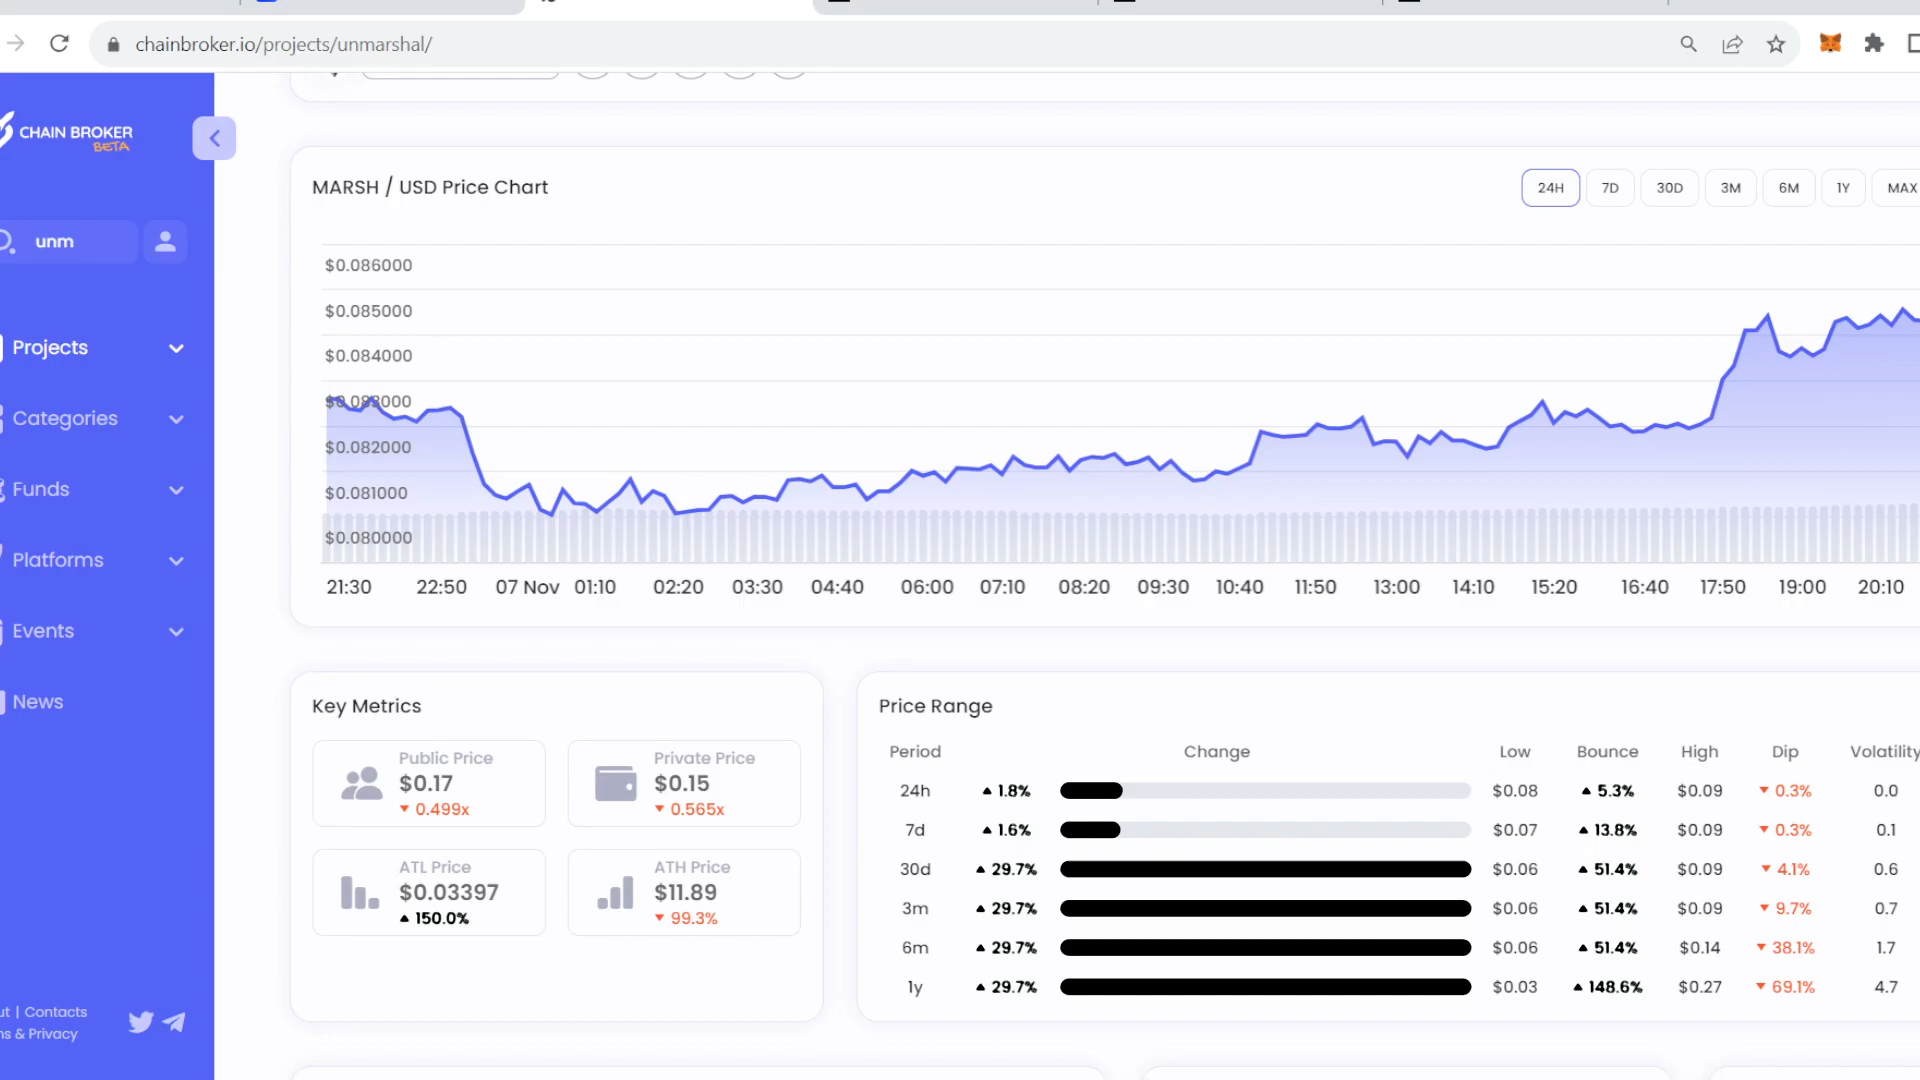 chainbroker.io/projects/unmarshal/
CHAIN BROKER
BETA
unm
Projects
Categories
Funds
Platforms
Events
News
Contacts
& Privacy
MARSH / USD Price Chart
24H 7D 30D 3M 6M 1Y MAX
$0.086000
$0.085000
$0.084000
$0.083000
$0.082000
$0.081000
$0.080000
21:30 22:50 07 Nov 01:10 02:20 03:30 04:40 06:00 07:10 08:20 09:30 10:40 11:50 13:00 14:10 15:20 16:40 17:50 19:00 20:10
Key Metrics
Public Price
$0.17
0.499x
Private Price
$0.15
0.565x
ATL Price
$0.03397
150.0%
ATH Price
$11.89
99.3%
Price Range
Period Change Low Bounce High Dip Volatility
24h 1.8% $0.08 5.3% $0.09 0.3% 0.0
7d 1.6% $0.07 13.8% $0.09 0.3% 0.1
30d 29.7% $0.06 51.4% $0.09 4.1% 0.6
3m 29.7% $0.06 51.4% $0.09 9.7% 0.7
6m 29.7% $0.06 51.4% $0.14 38.1% 1.7
1y 29.7% $0.03 148.6% $0.27 69.1% 4.7